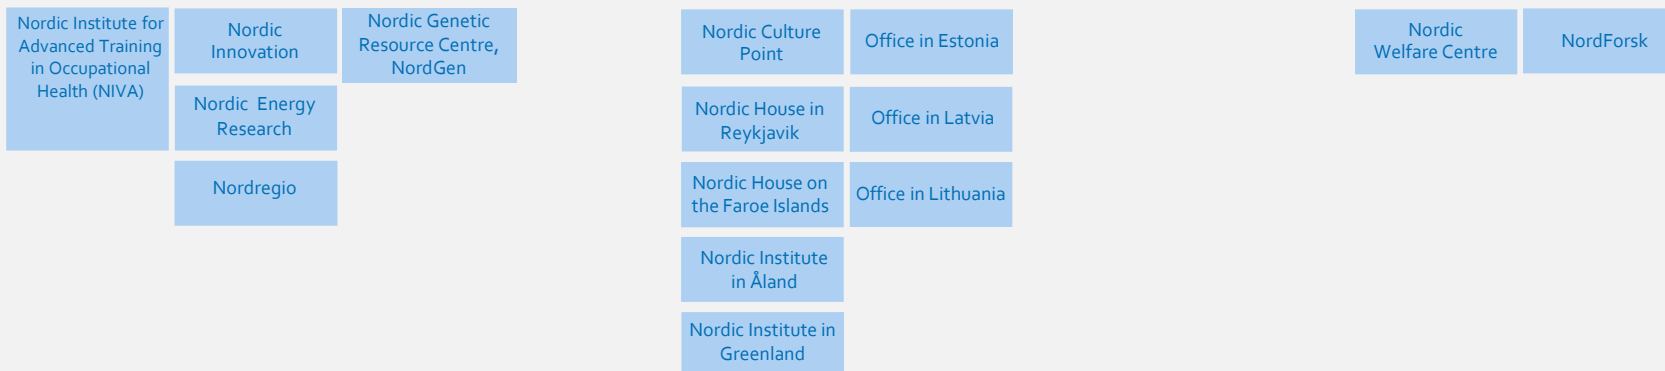 Nordic Institute for
Advanced Training
in Occupational
Health (NIVA)
Nordic
Innovation
Nordic Energy
Research
Nordregio
Nordic Genetic
Resource Centre,
NordGen
Nordic Culture
Point
Nordic House in
Reykjavik
Nordic House on
the Faroe Islands
Nordic Institute
in Åland
Nordic Institute in
Greenland
Office in Estonia
Office in Latvia
Office in Lithuania
Nordic
Welfare Centre
NordForsk